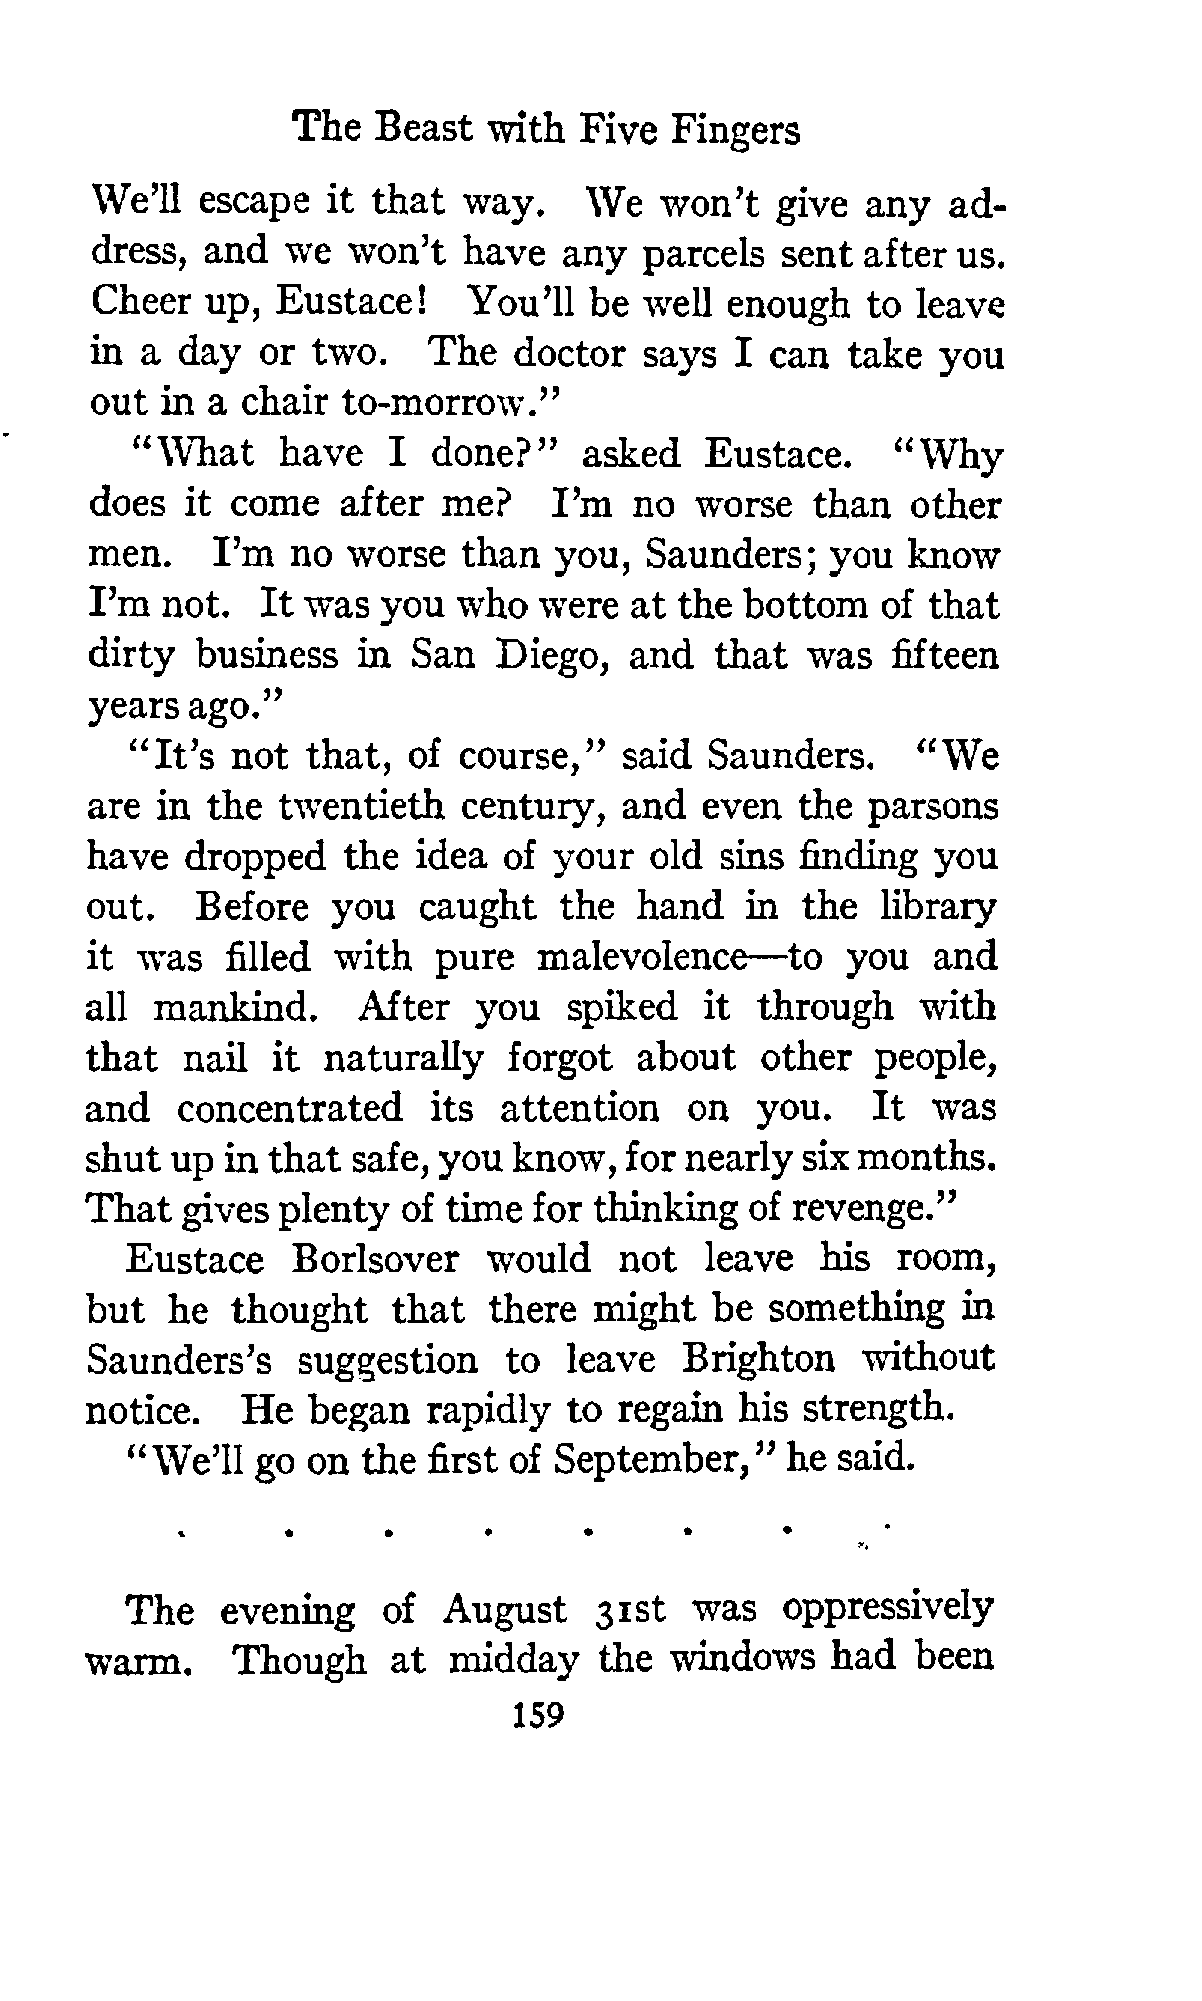 The Beast with Five Fingers
We'll escape it that way. We won't give any ad-
dress, and we won't have any parcels sent after us.
Cheer up, Eustace! You'll be well enough to leave
in a day or two. The doctor says I can take you
out in a chair to-morrow."
"What have I done?" asked Eustace. "Why
does it come after me? I'm no worse than other
men. I'm no worse than you, Saunders; you know
I'm not. It was you who were at the bottom of that
dirty business in San Diego, and that was fifteen
years ago."
"It's not that, of course," said Saunders. "We
are in the twentieth century, and even the parsons
have dropped the idea of your old sins finding you
out. Before you caught the hand in the library
it was filled with pure malevolence—to you and
all mankind. After you spiked it through with
that nail it naturally forgot about other people,
and concentrated its attention on you. It was
shut up in that safe, you know, for nearly six months.
That gives plenty of time for thinking of revenge."
Eustace Borlsover would not leave his room,
but he thought that there might be something in
Saunders's suggestion to leave Brighton without
notice. He began rapidly to regain his strength.
"We'll go on the first of September," he said.
. . . . . . . .
The evening of August 31st was oppressively
warm. Though at midday the windows had been
159